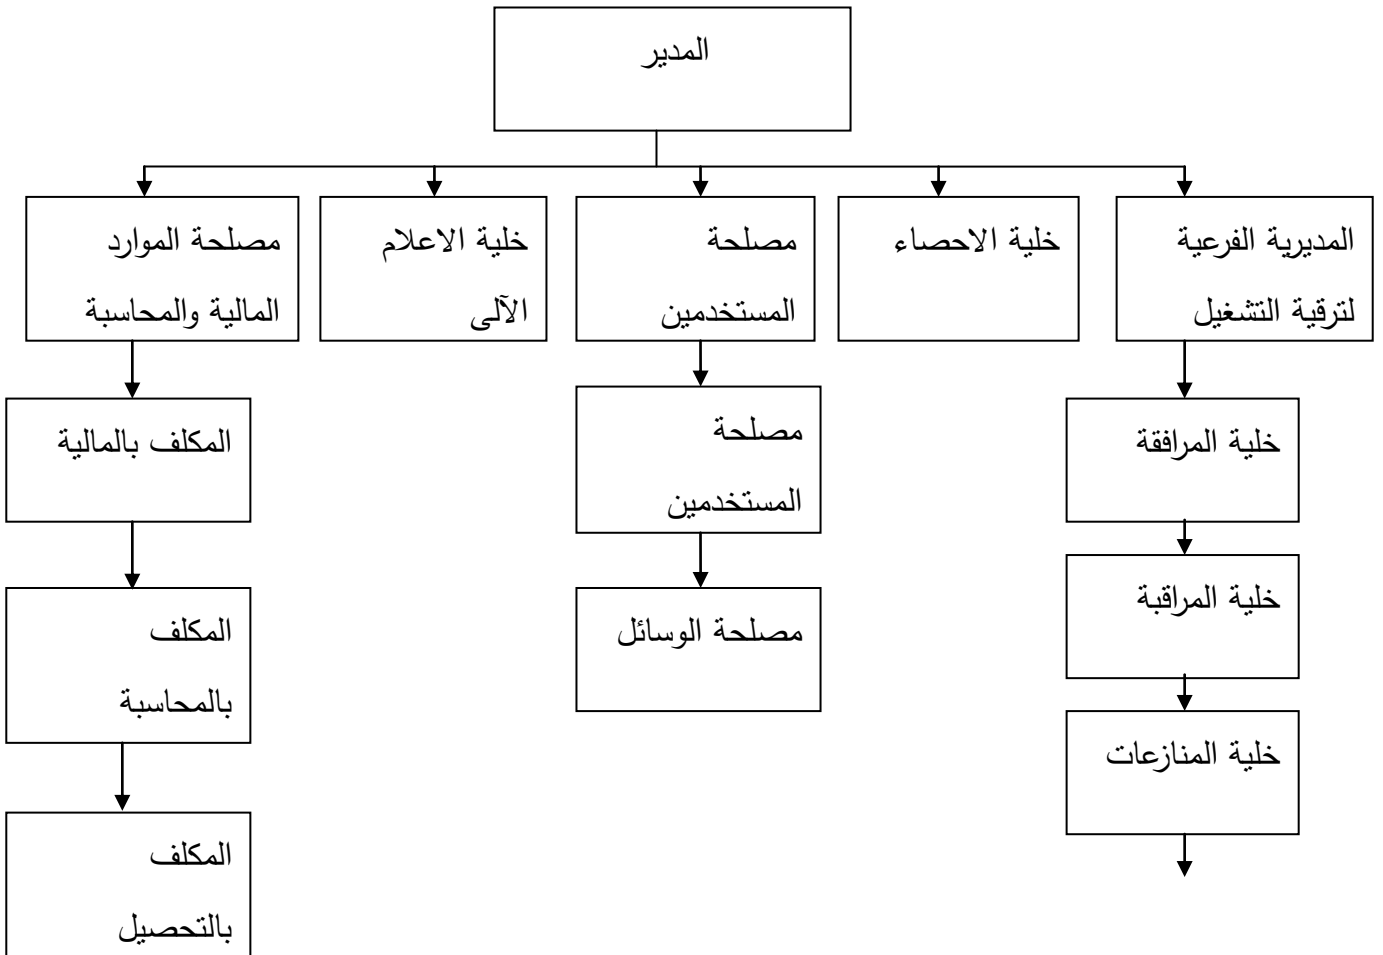 المدير
المديرية الفرعية
لترقية التشغيل
خلية الاحصاء
مصلحة
المستخدمين
خلية الاعلام
الآلى
مصلحة الموارد
المالية والمحاسبة
خلية المرافقة
مصلحة
المستخدمين
المكلف بالمالية
خلية المراقبة
مصلحة الوسائل
المكلف
بالمحاسبة
خلية المنازعات
المكلف
بالتحصيل